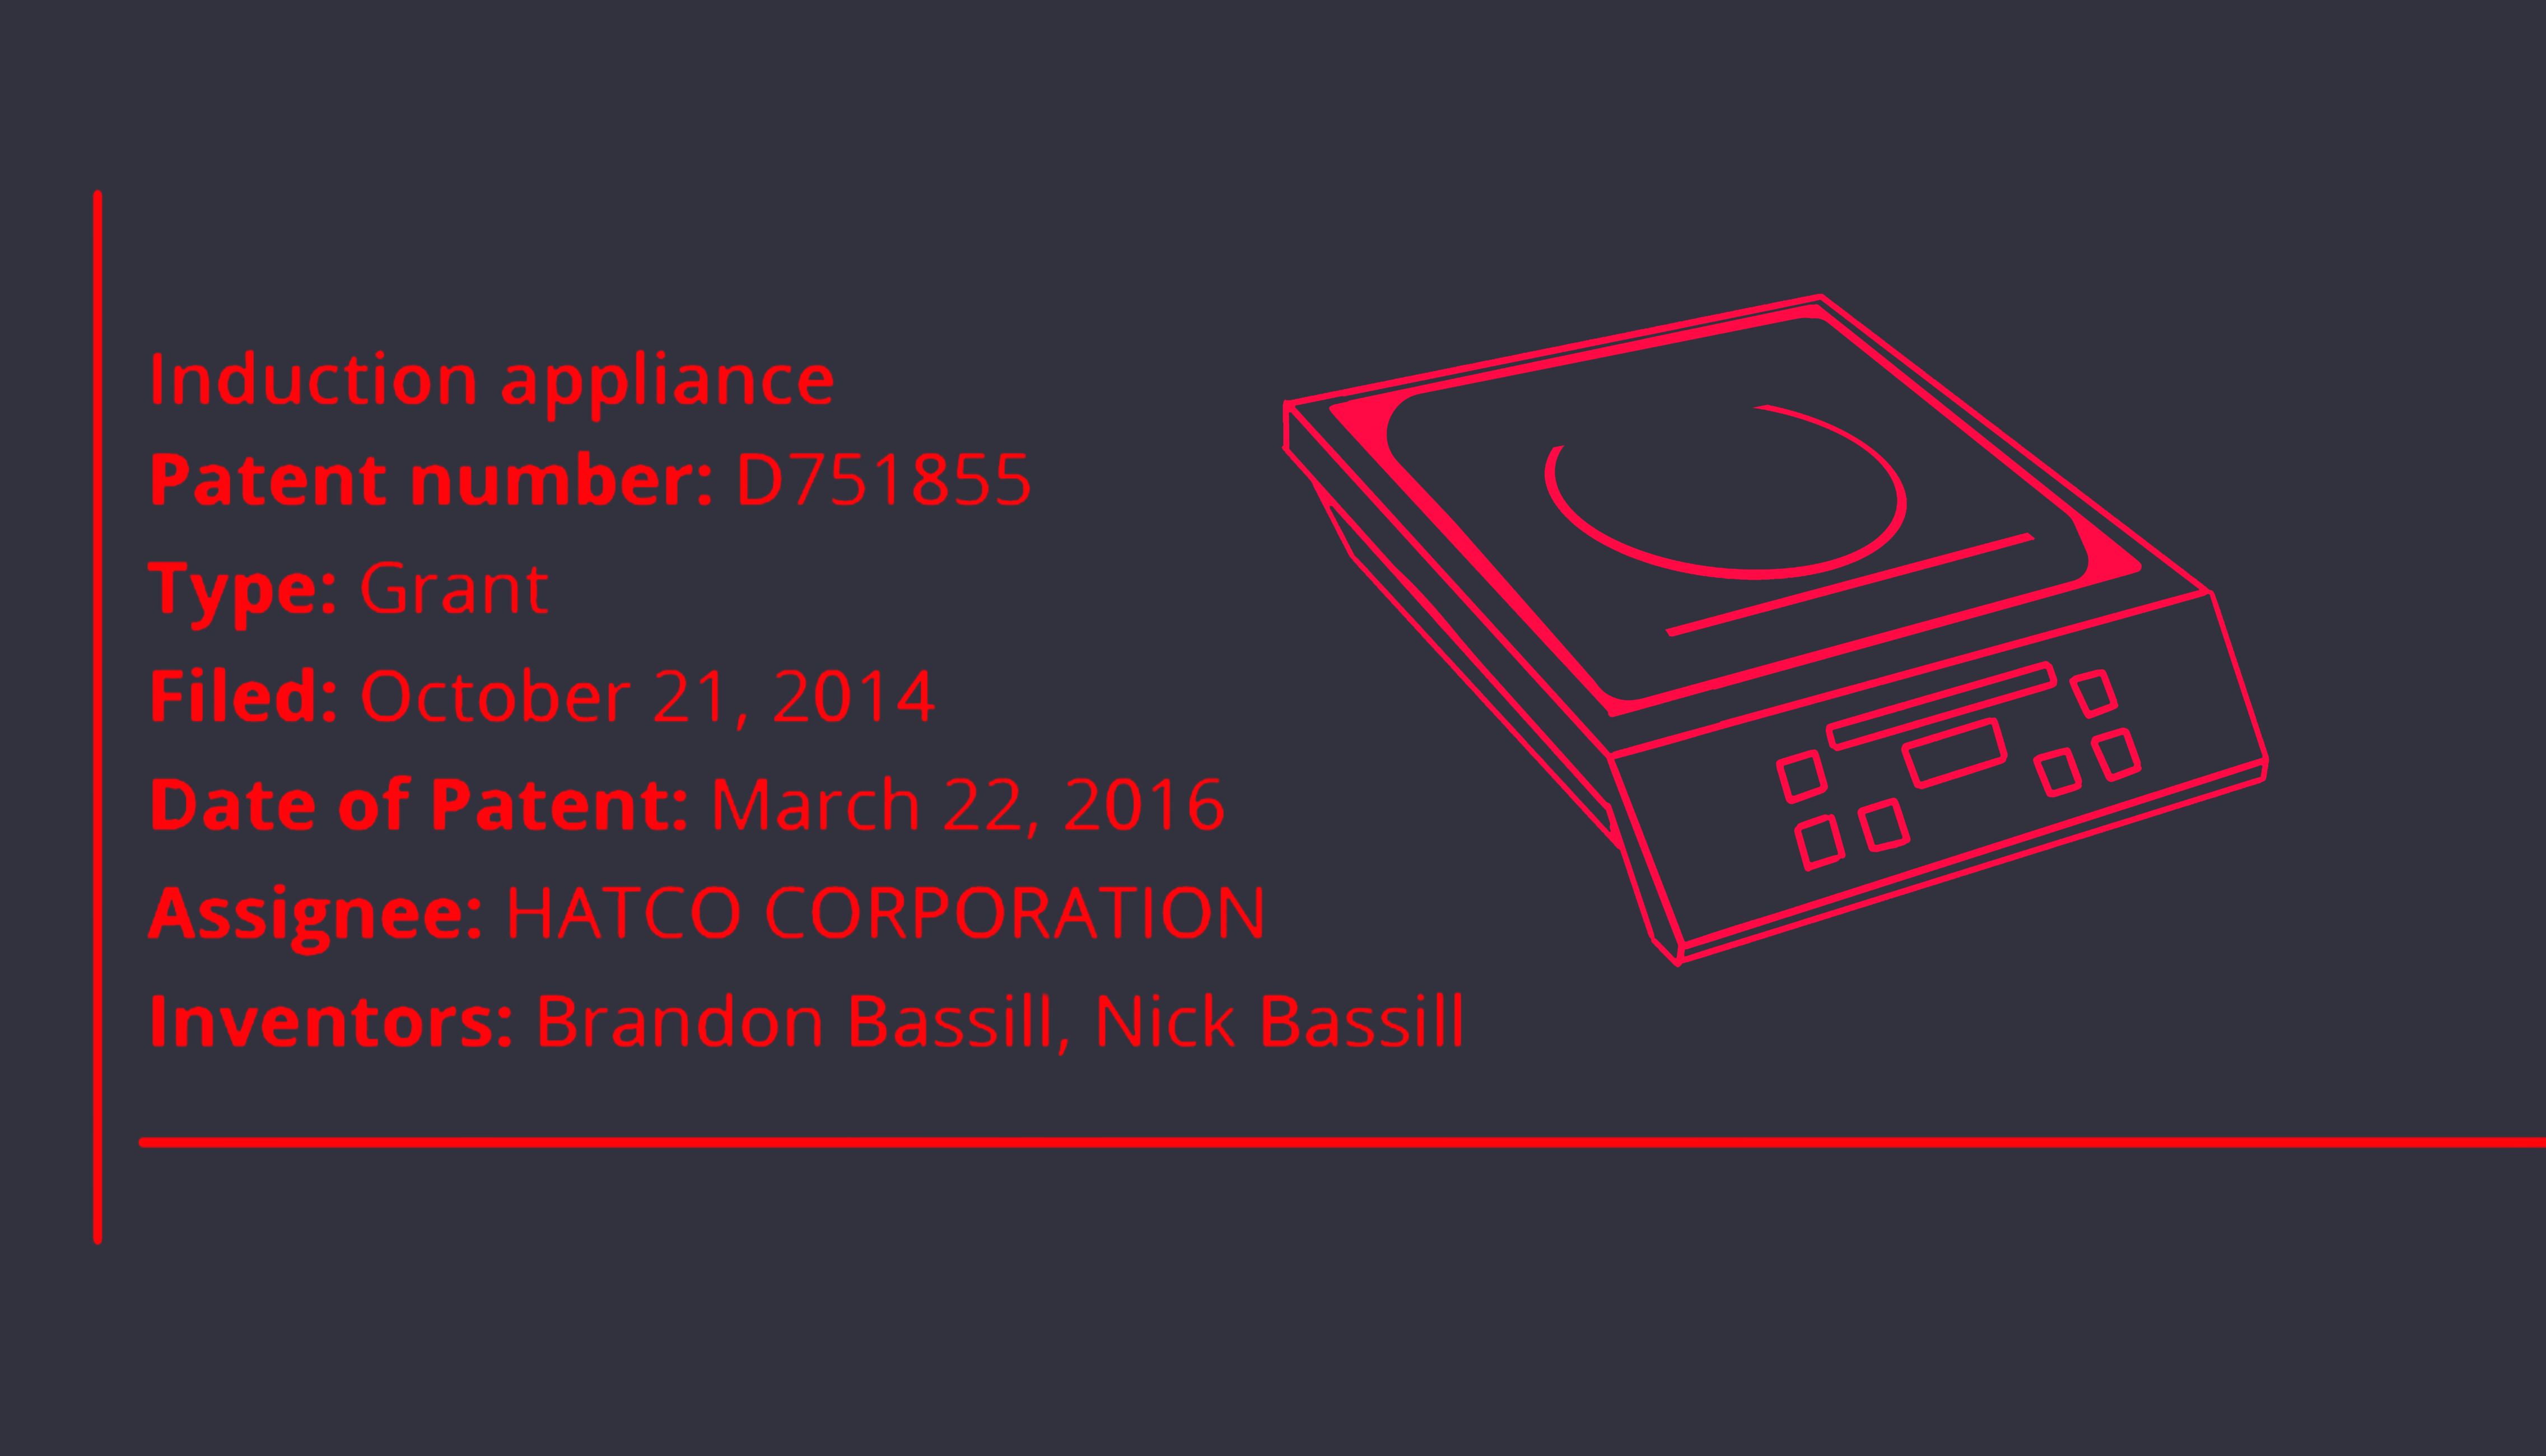 Induction appliance
Patent number: D751855
Type: Grant
Filed: October 21, 2014
Date of Patent: March 22, 2016
Assignee: HATCO CORPORATION
Inventors: Brandon Bassill, Nick Bassill